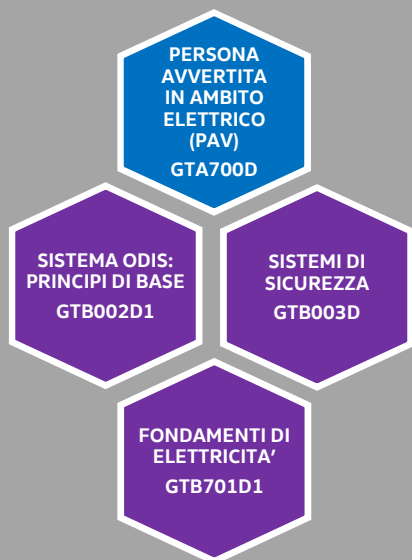 PERSONA
AVVERTITA
IN AMBITO
ELETTRICO
(PAV)
GTA700D
SISTEMA ODIS:
PRINCIPI DI BASE
GTB002D1
SISTEMI DI
SICUREZZA
GTB003D
FONDAMENTI DI
ELETTRICITA’
GTB701D1